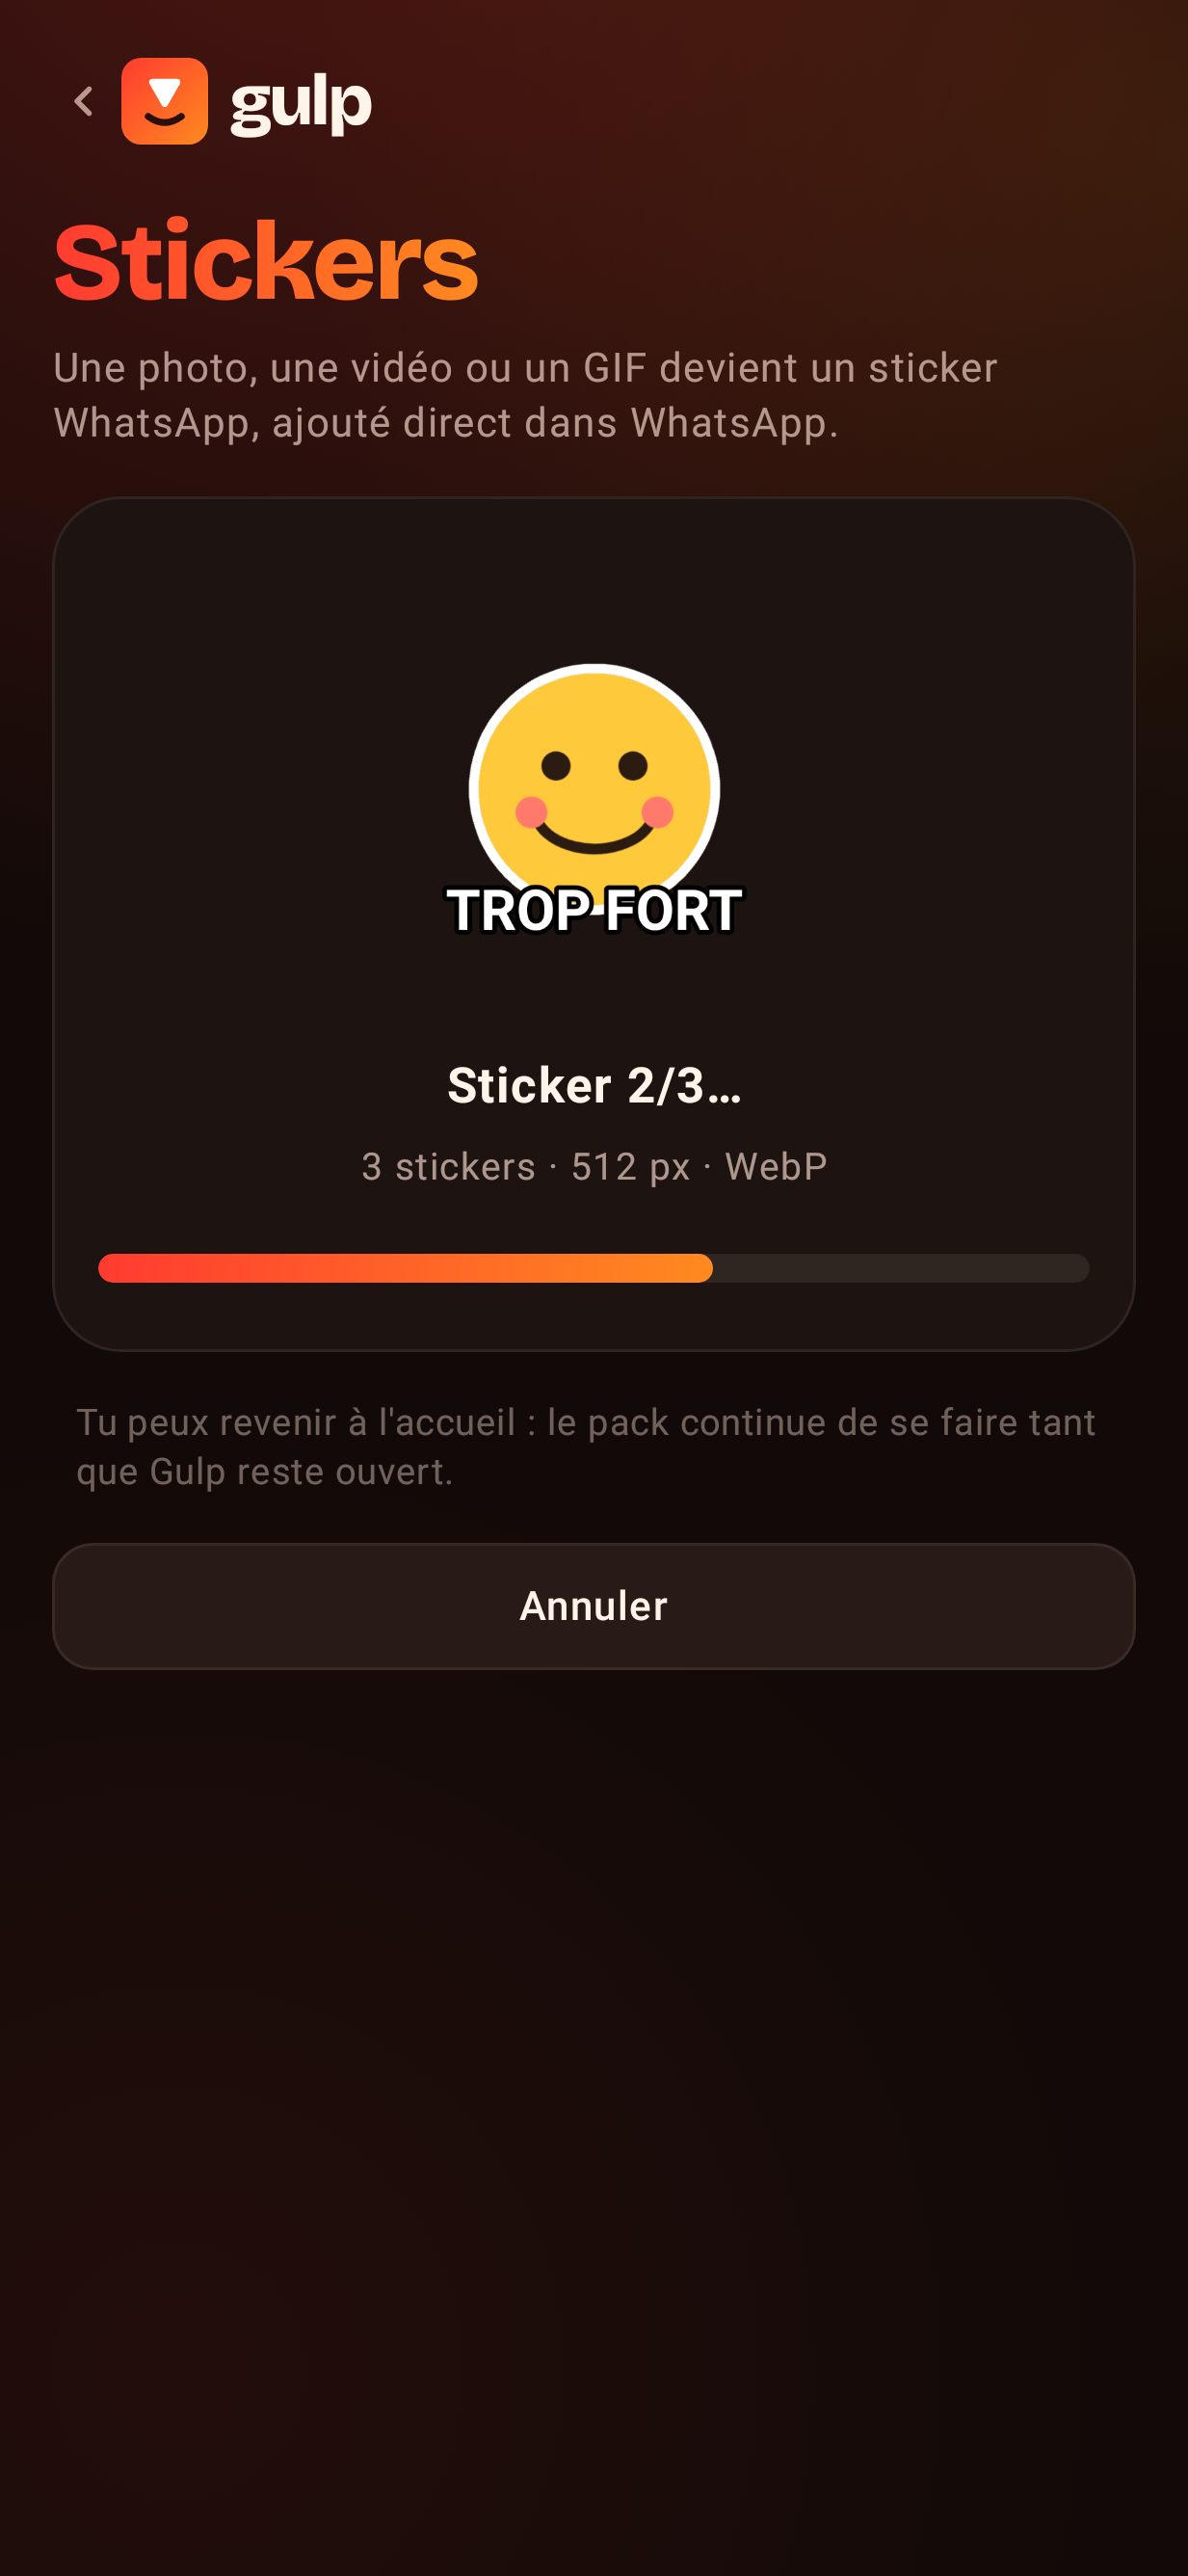 gulp
Stickers
Une photo, une vidéo ou un GIF devient un sticker
WhatsApp, ajouté direct dans WhatsApp.
TROP FORT
Sticker 2/3…
3 stickers · 512 px · WebP
Tu peux revenir à l'accueil : le pack continue de se faire tant
que Gulp reste ouvert.
Annuler